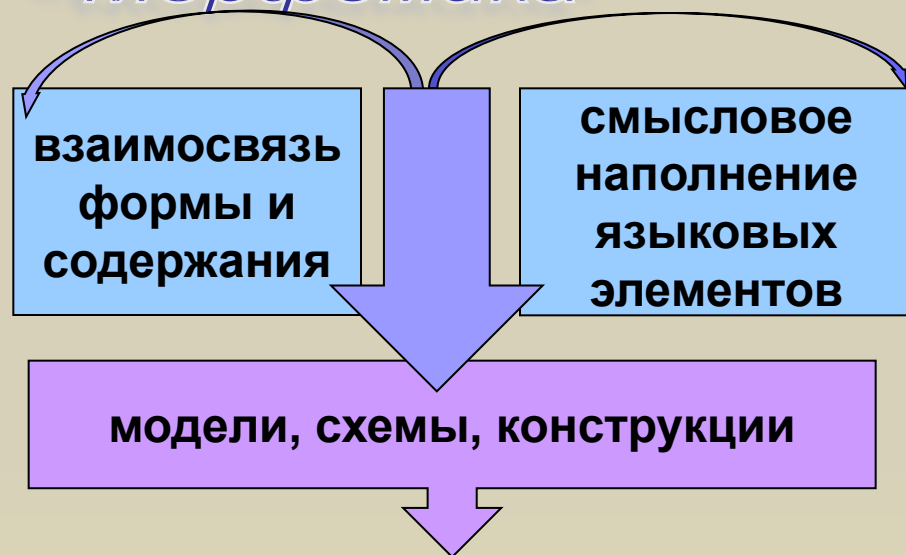 взаимосвязь
формы и
содержания
смысловое
наполнение
языковых
элементов
модели, схемы, конструкции